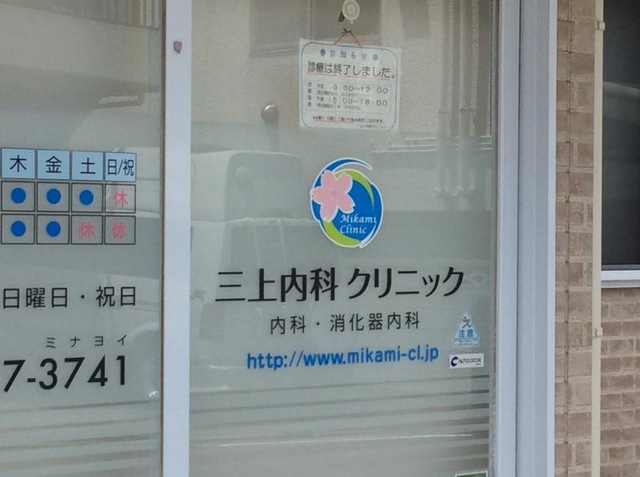 お知らせ
診療は終了しました。
9:00～12:00
15:00～18:00
木 金 土 日/祝
● ● ● 休
● ● 休 休
日曜日・祝日
ミナヨイ
7-3741
Mikami
Clinic
三上内科 クリニック
内科・消化器内科
http://www.mikami-cl.jp
注意